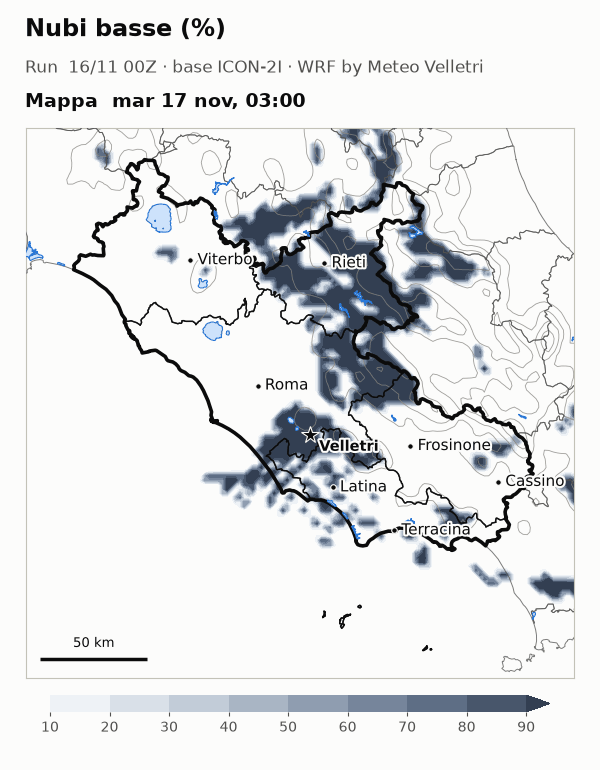 Nubi basse (%)
Run 16/11 00Z · base ICON-2I · WRF by Meteo Velletri
Mappa mar 17 nov, 03:00
Viterbo
Rieti
Roma
Velletri
Frosinone
Latina
Cassino
Terracina
50 km
10 20 30 40 50 60 70 80 90